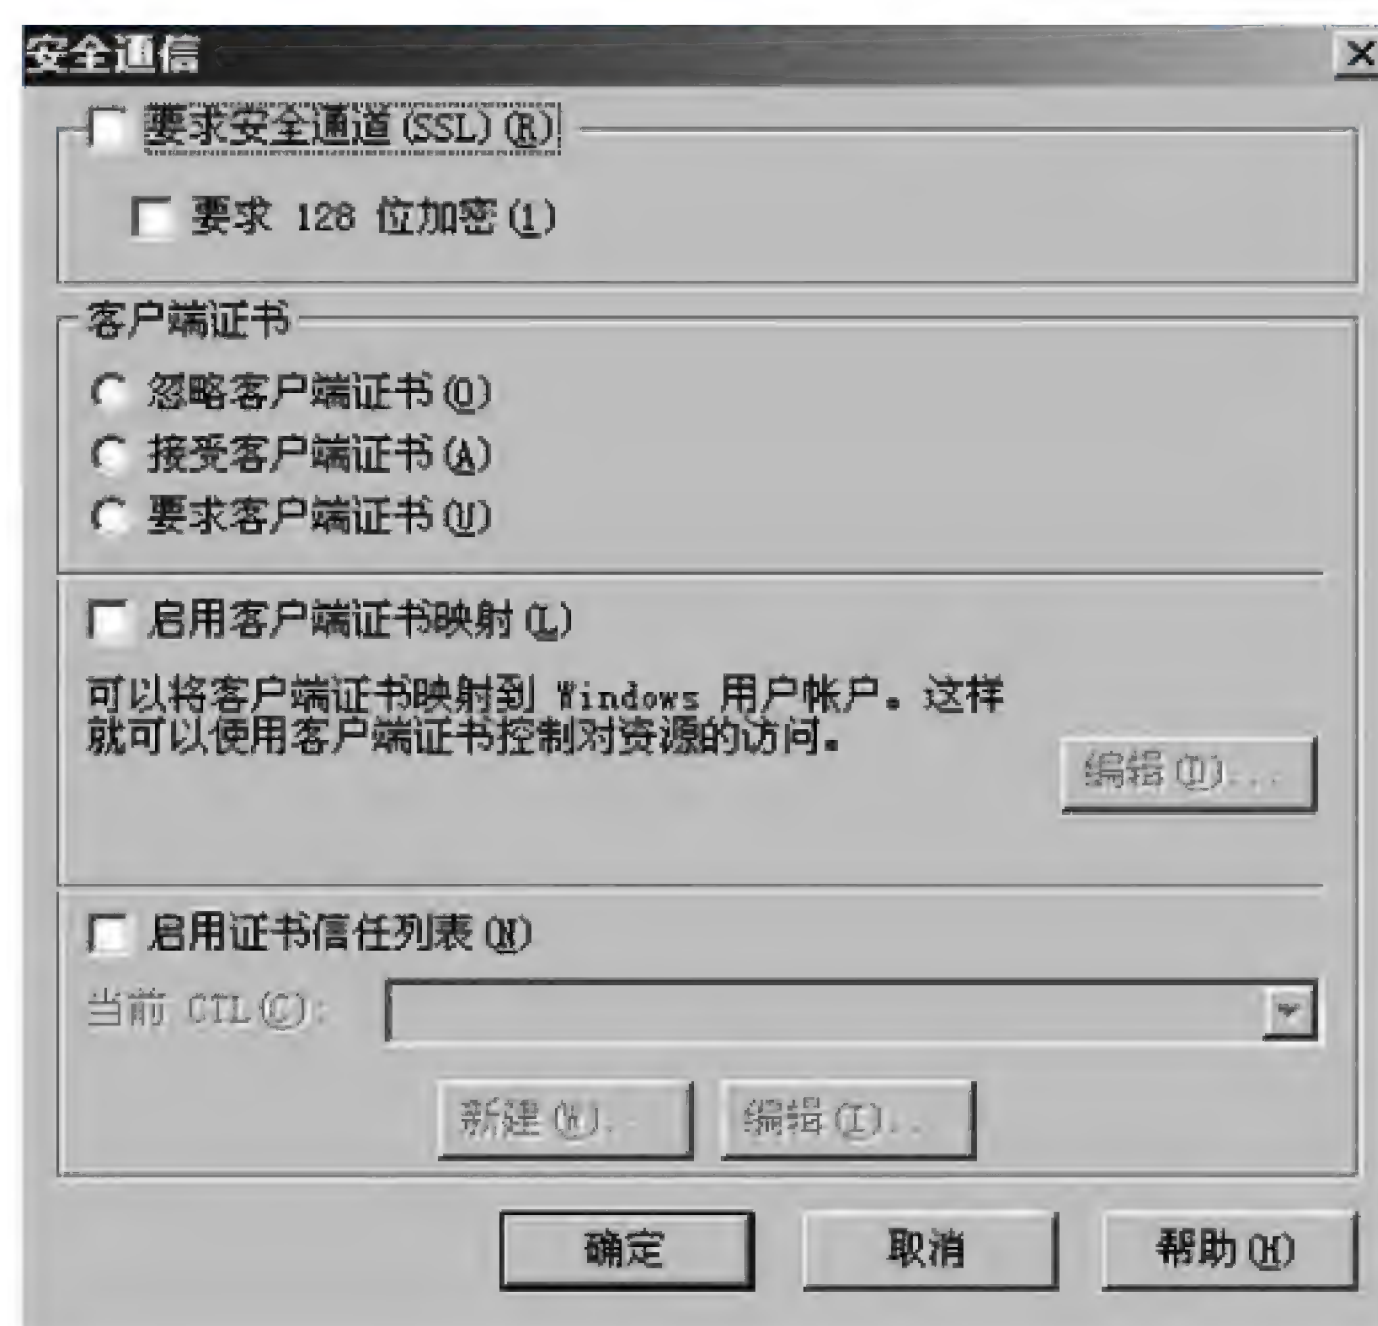 安全通信
要求安全通道(SSL)(R)
要求 128 位加密(1)
客户端证书
忽略客户端证书(O)
接受客户端证书(A)
要求客户端证书(U)
启用客户端证书映射(L)
可以将客户端证书映射到 Windows 用户帐户。这样
就可以使用客户端证书控制对资源的访问。
编辑(D)...
启用证书信任列表(N)
当前 CTL(C):
新建(W)..
编辑(I)..
确定
取消
帮助(H)